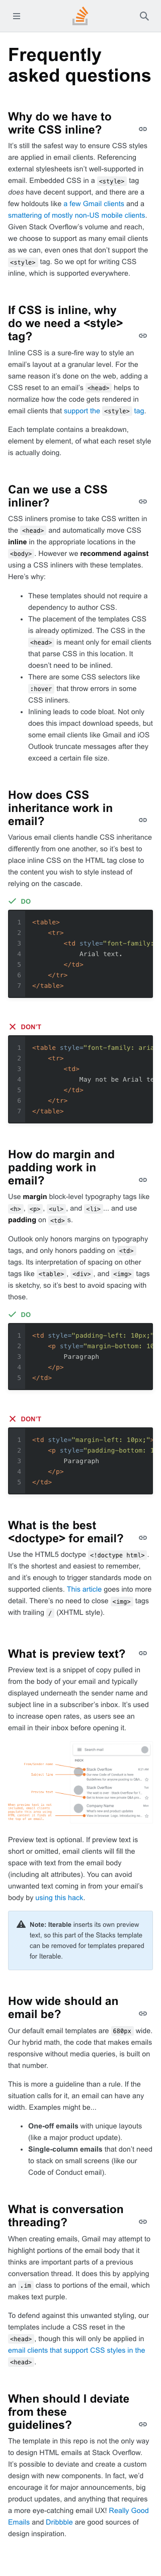 Frequently
asked questions
Why do we have to
write CSS inline?
It's still the safest way to ensure CSS styles
are applied in email clients. Referencing
external stylesheets isn't well-supported in
email. Embedded CSS in a <style> tag
does have decent support, and there are a
few holdouts like a few Gmail clients and a
smattering of mostly non-US mobile clients.
Given Stack Overflow's worldwide reach,
we choose to support as many email clients
as we can, even ones that don't support the
<style> tag. So we opt for writing CSS
inline, which is supported everywhere.
If CSS is inline, why
do we need a <style>
tag?
Inline CSS is a sure-fire way to style an
email's layout at a granular level. For the
same reason it's done on the web, adding a
CSS reset to an email's <head> helps to
normalize how the code gets rendered in
email clients that support the <style> tag.
Each template contains a breakdown,
element by element, of what each reset style
is actually doing.
Can we use a CSS
inliner?
CSS inliners promise to take CSS written in
the <head> and automatically move CSS
inline in the appropriate locations in the
<body>. However we recommend against
using a CSS inliners with these templates.
Here's why:
• These templates should not require a
dependency to author CSS.
• The placement of the templates CSS
is already optimized. The CSS in the
<head> is meant only for email clients
that parse CSS in this location. It
doesn't need to be inlined.
• There are some CSS selectors like
:hover that throw errors in some
CSS inliners.
• Inlining leads to code bloat. Not only
does this impact download speeds, but
some email clients like Gmail and iOS
Outlook truncate messages after they
exceed a certain file size.
How does CSS
inheritance work in
email?
Various email clients handle CSS inheritance
differently from one another, so it's best to
place inline CSS on the HTML tag close to
the content you wish to style instead of
relying on the cascade.
DO
1 <table>
2 <tr>
3 <td style="font-family:
4 Arial text.
5 </td>
6 </tr>
7 </table>
DON'T
1 <table style="font-family: aria
2 <tr>
3 <td>
4 May not be Arial te
5 </td>
6 </tr>
7 </table>
How do margin and
padding work in
email?
Use margin block-level typography tags like
<h>, <p>, <ul>, and <li>... and use
padding on <td> s.
Outlook only honors margins on typography
tags, and only honors padding on <td>
tags. Its interpretation of spacing on other
tags like <table>, <div>, and <img> tags
is sketchy, so it's best to avoid spacing with
those.
DO
1 <td style="padding-left: 10px;"
2 <p style="margin-bottom: 10
3 Paragraph
4 </p>
5 </td>
DON'T
1 <td style="margin-left: 10px;">
2 <p style="padding-bottom: 1
3 Paragraph
4 </p>
5 </td>
What is the best
<doctype> for email?
Use the HTML5 doctype <!doctype html>.
It's the shortest and easiest to remember,
and it's enough to trigger standards mode on
supported clients. This article goes into more
detail. There's no need to close <img> tags
with trailing / (XHTML style).
What is preview text?
Preview text is a snippet of copy pulled in
from the body of your email and typically
displayed underneath the sender name and
subject line in a subscriber's inbox. It's used
to increase open rates, as users see an
email in their inbox before opening it.
Search mail
Stack Overflow
Stack Overflow
Company Name
Preview text is optional. If preview text is
short or omitted, email clients will fill the
space with text from the email body
(including alt attributes). You can avoid
unwanted text coming in from your email's
body by using this hack.
Note: Iterable inserts its own preview
text, so this part of the Stacks template
can be removed for templates prepared
for Iterable.
How wide should an
email be?
Our default email templates are 680px wide.
Our hybrid math, the code that makes emails
responsive without media queries, is built on
that number.
This is more a guideline than a rule. If the
situation calls for it, an email can have any
width. Examples might be...
• One-off emails with unique layouts
(like a major product update).
• Single-column emails that don't need
to stack on small screens (like our
Code of Conduct email).
What is conversation
threading?
When creating emails, Gmail may attempt to
highlight portions of the email body that it
thinks are important parts of a previous
conversation thread. It does this by applying
an .im class to portions of the email, which
makes text purple.
To defend against this unwanted styling, our
templates include a CSS reset in the
<head>, though this will only be applied in
email clients that support CSS styles in the
<head>.
When should I deviate
from these
guidelines?
The template in this repo is not the only way
to design HTML emails at Stack Overflow.
It's possible to deviate and create a custom
design with new components. In fact, we'd
encourage it for major announcements, big
product updates, and anything that requires
a more eye-catching email UX! Really Good
Emails and Dribbble are good sources of
design inspiration.